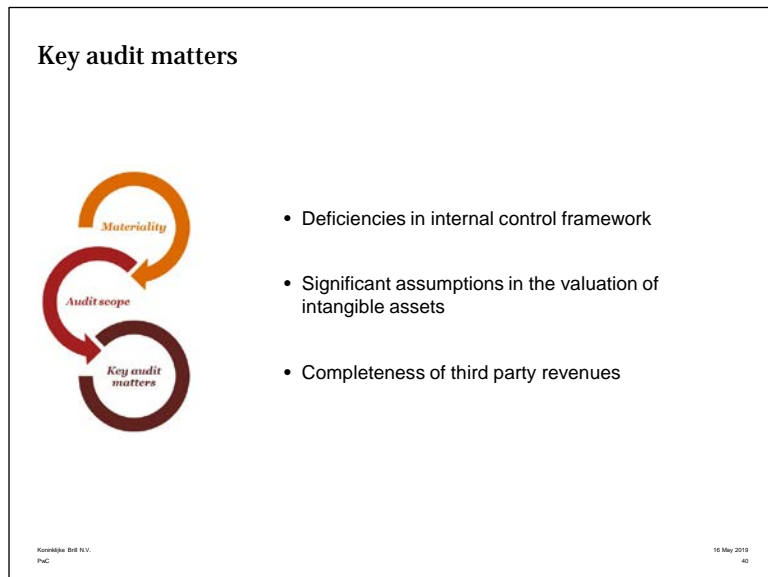 Key audit matters
Materiality
Audit scope
Key audit
matters
• Deficiencies in internal control framework
• Significant assumptions in the valuation of
intangible assets
• Completeness of third party revenues
Koninklijke Brill N.V.
PwC
16 May 2019
40